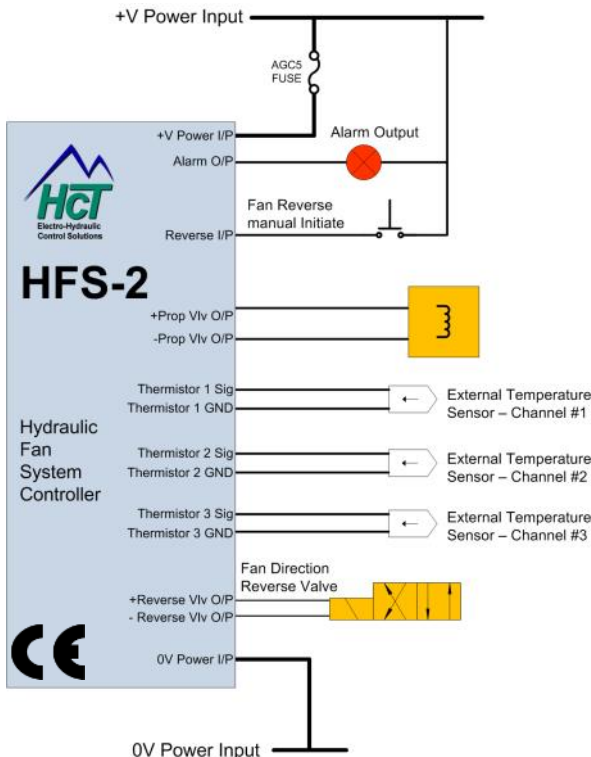 +V Power Input
AGC5
FUSE
+V Power I/P
Alarm Output
Alarm O/P
HCT
Electro-Hydraulic
Control Solutions
Fan Reverse
manual Initiate
Reverse I/P
HFS-2
+Prop Vlv O/P
-Prop Vlv O/P
Thermistor 1 Sig
Thermistor 1 GND
External Temperature
Sensor – Channel #1
Hydraulic
Fan
System
Controller
Thermistor 2 Sig
Thermistor 2 GND
External Temperature
Sensor – Channel #2
Thermistor 3 Sig
Thermistor 3 GND
External Temperature
Sensor – Channel #3
Fan Direction
Reverse Valve
+Reverse Vlv O/P
- Reverse Vlv O/P
CE
0V Power I/P
0V Power Input